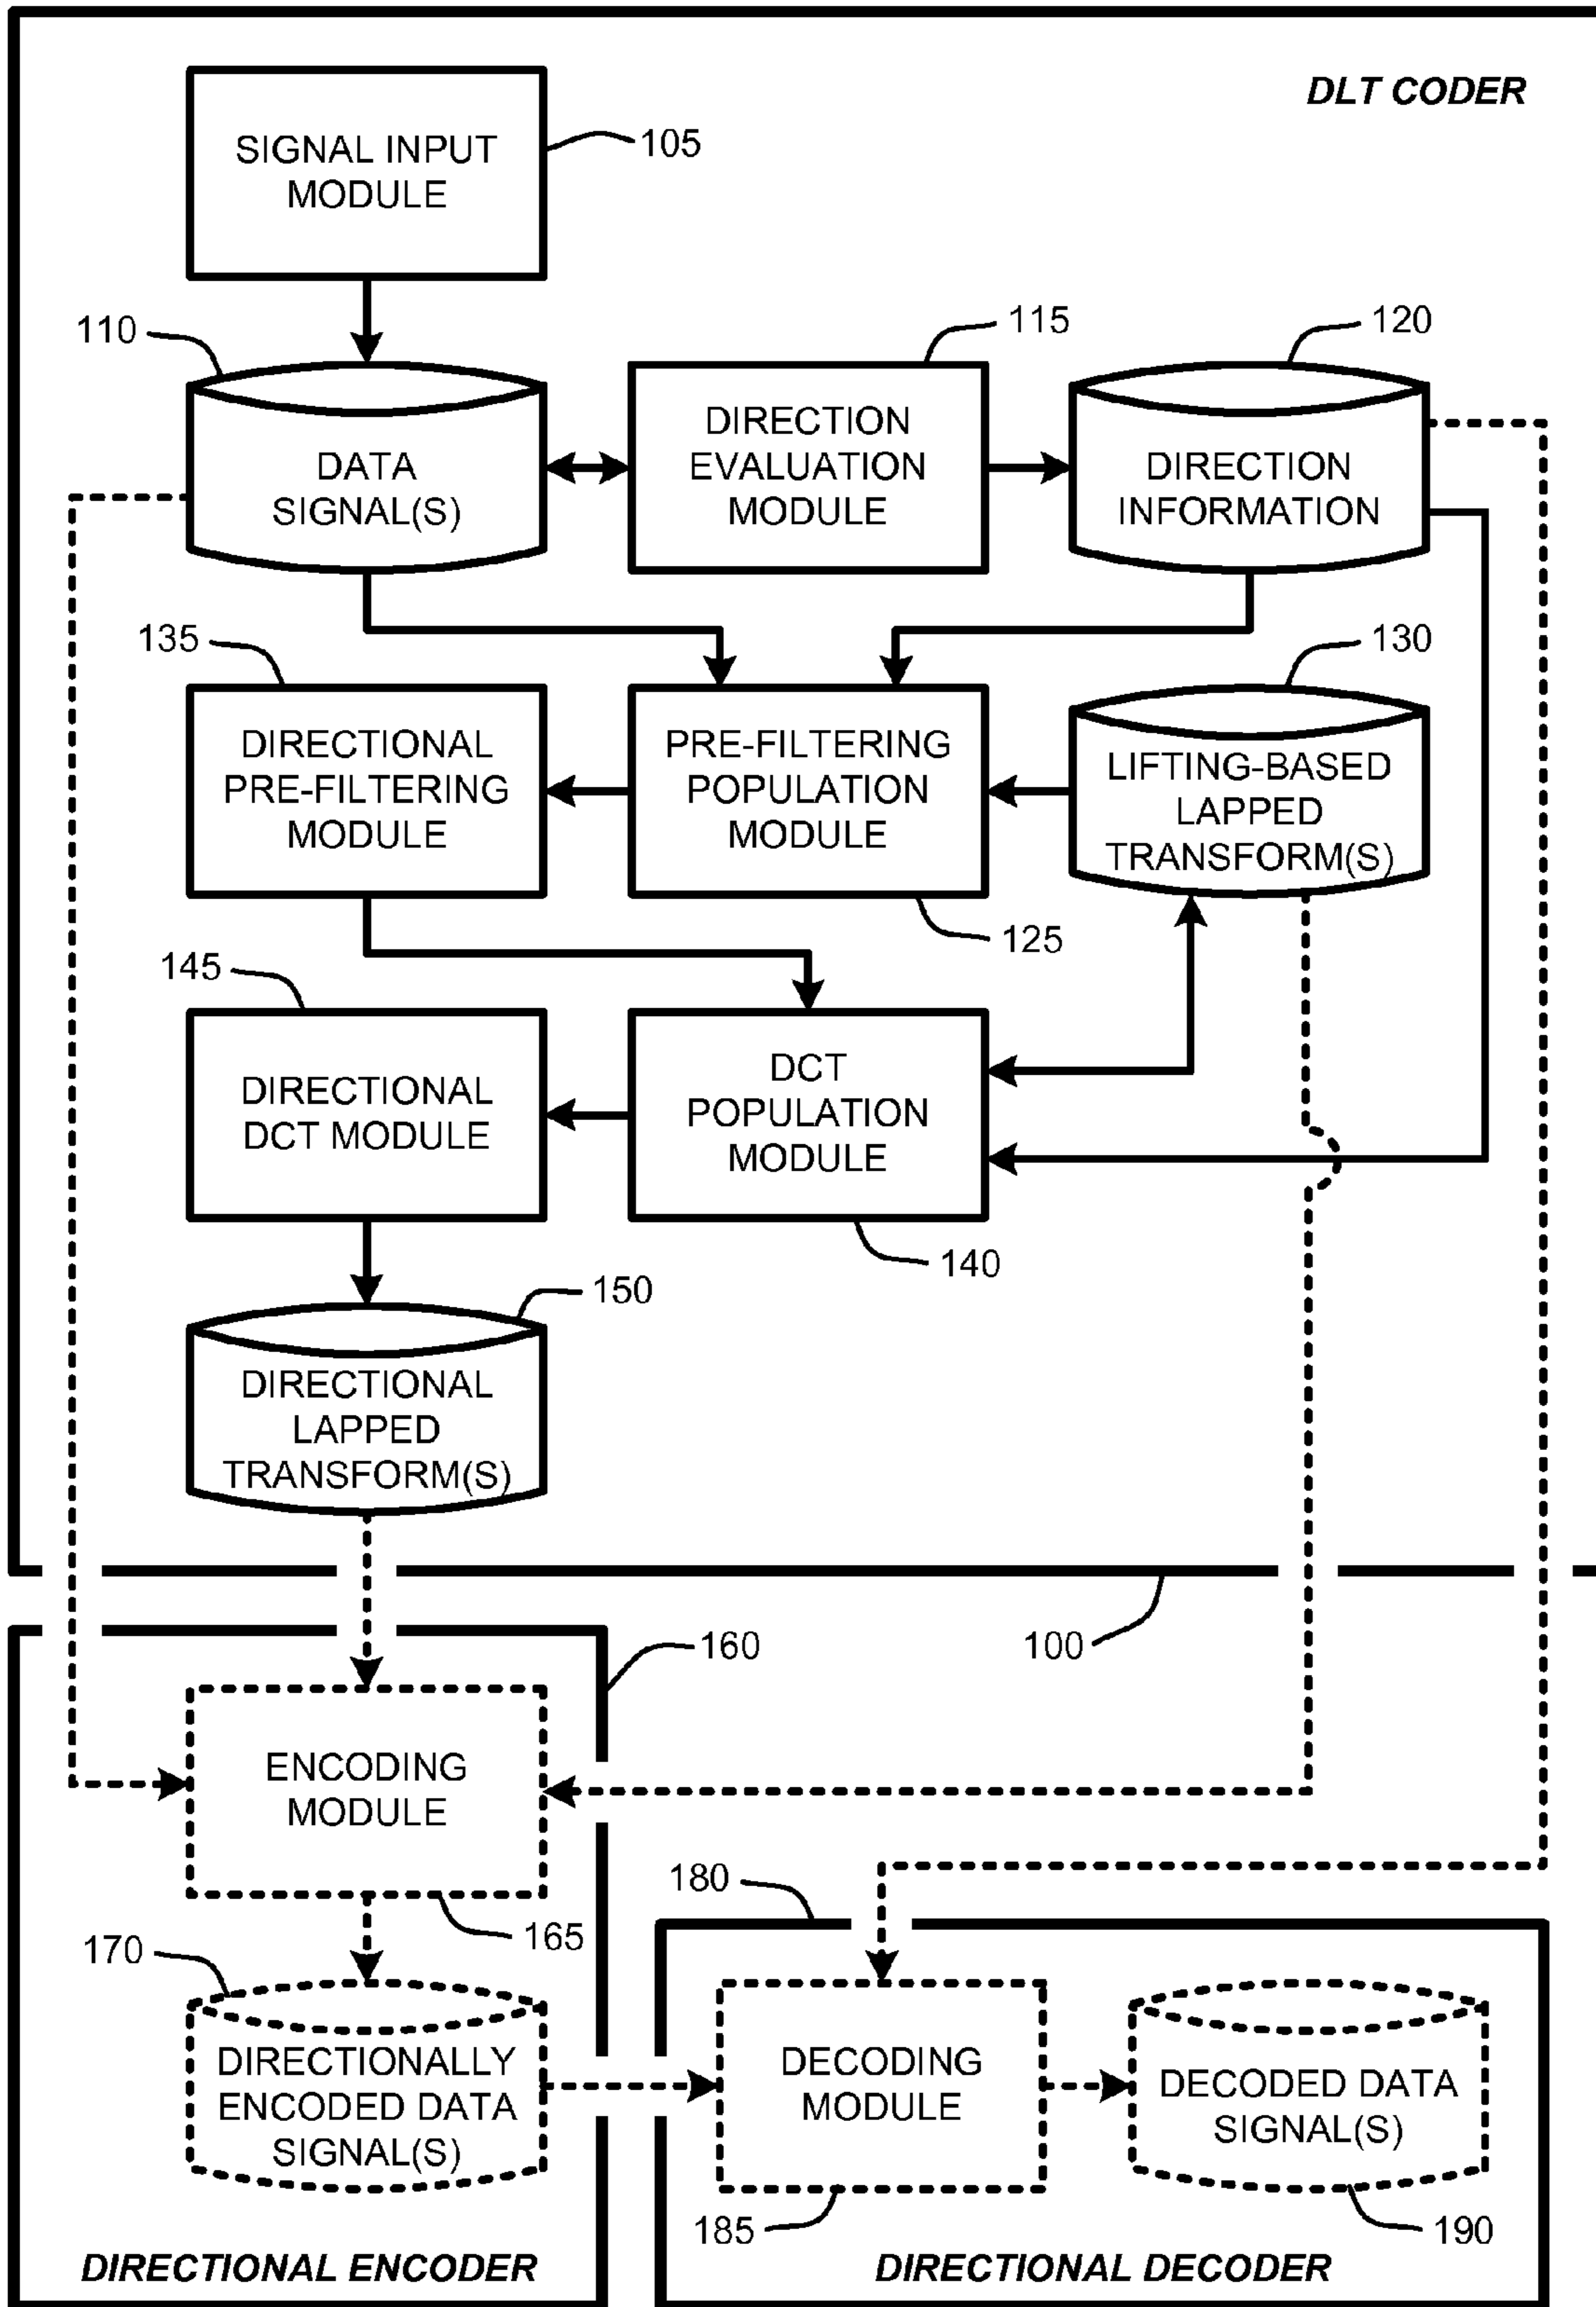 DLT CODER
SIGNAL INPUT
MODULE
105
110
115
120
DATA
SIGNAL(S)
DIRECTION
EVALUATION
MODULE
DIRECTION
INFORMATION
135
130
DIRECTIONAL
PRE-FILTERING
MODULE
PRE-FILTERING
POPULATION
MODULE
LIFTING-BASED
LAPPED
TRANSFORM(S)
125
145
DIRECTIONAL
DCT MODULE
DCT
POPULATION
MODULE
140
150
DIRECTIONAL
LAPPED
TRANSFORM(S)
160
100
ENCODING
MODULE
165
180
170
DIRECTIONALLY
ENCODED DATA
SIGNAL(S)
DECODING
MODULE
DECODED DATA
SIGNAL(S)
185
190
DIRECTIONAL ENCODER
DIRECTIONAL DECODER